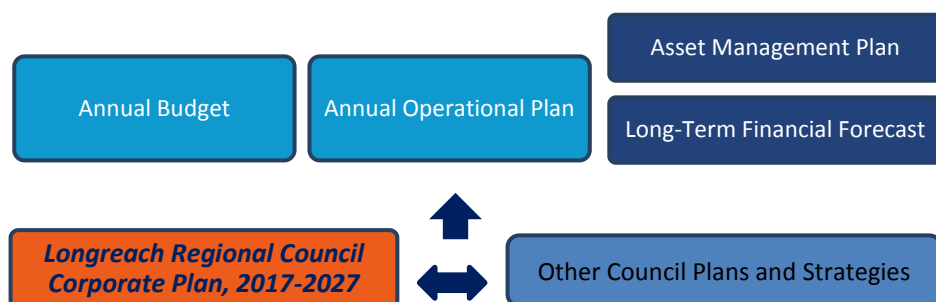 Asset Management Plan
Annual Budget
Annual Operational Plan
Long-Term Financial Forecast
Longreach Regional Council
Corporate Plan, 2017-2027
Other Council Plans and Strategies